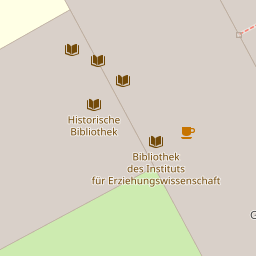 Historische
Bibliothek
Bibliothek
des Instituts
für Erziehungswissenschaft